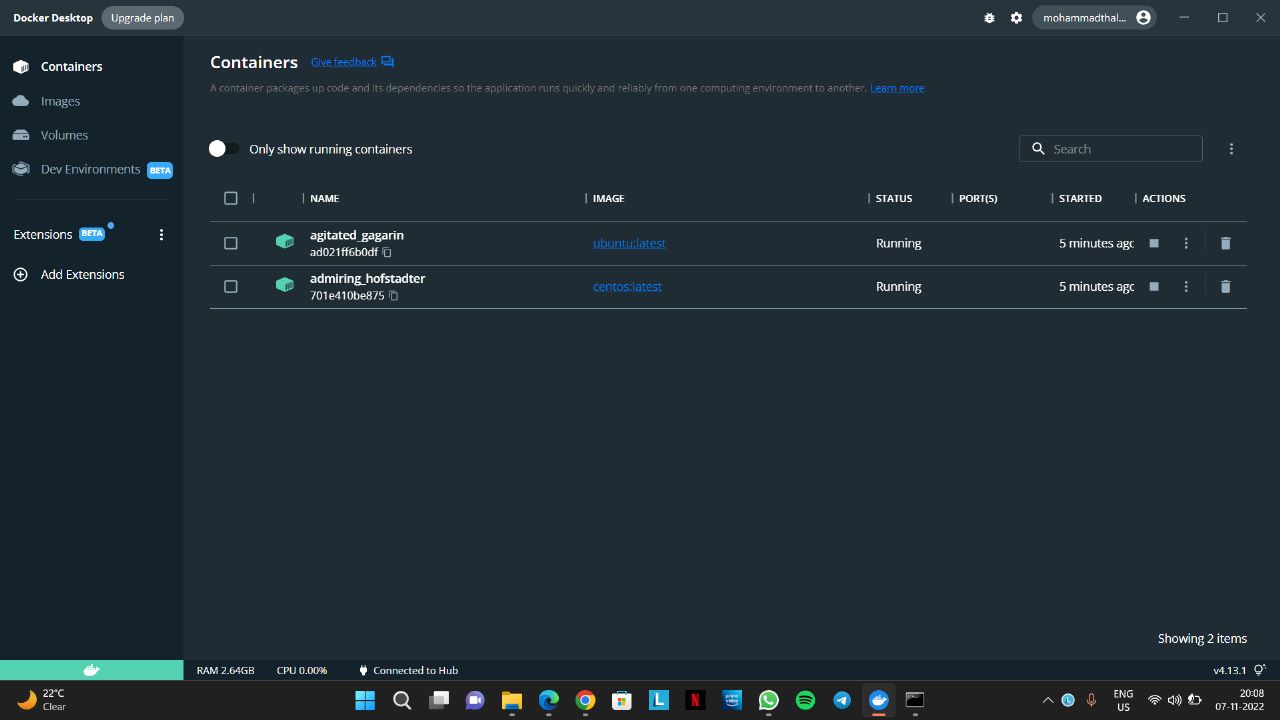 Docker Desktop Upgrade plan mohammadthal...
Containers
Images
Volumes
Dev Environments BETA
Extensions BETA
Add Extensions
Containers Give feedback
A container packages up code and its dependencies so the application runs quickly and reliably from one computing environment to another. Learn more
Only show running containers Search
NAME IMAGE STATUS PORT(S) STARTED ACTIONS
agitated_gagarin
ad021ff6b0df ubuntu:latest Running 5 minutes agc
admiring_hofstadter
701e410be875 centos:latest Running 5 minutes agc
Showing 2 items
RAM 2.64GB CPU 0.00% Connected to Hub v4.13.1
22°C
Clear
L
N
prime video
L
ENG
US
20:08
07-11-2022